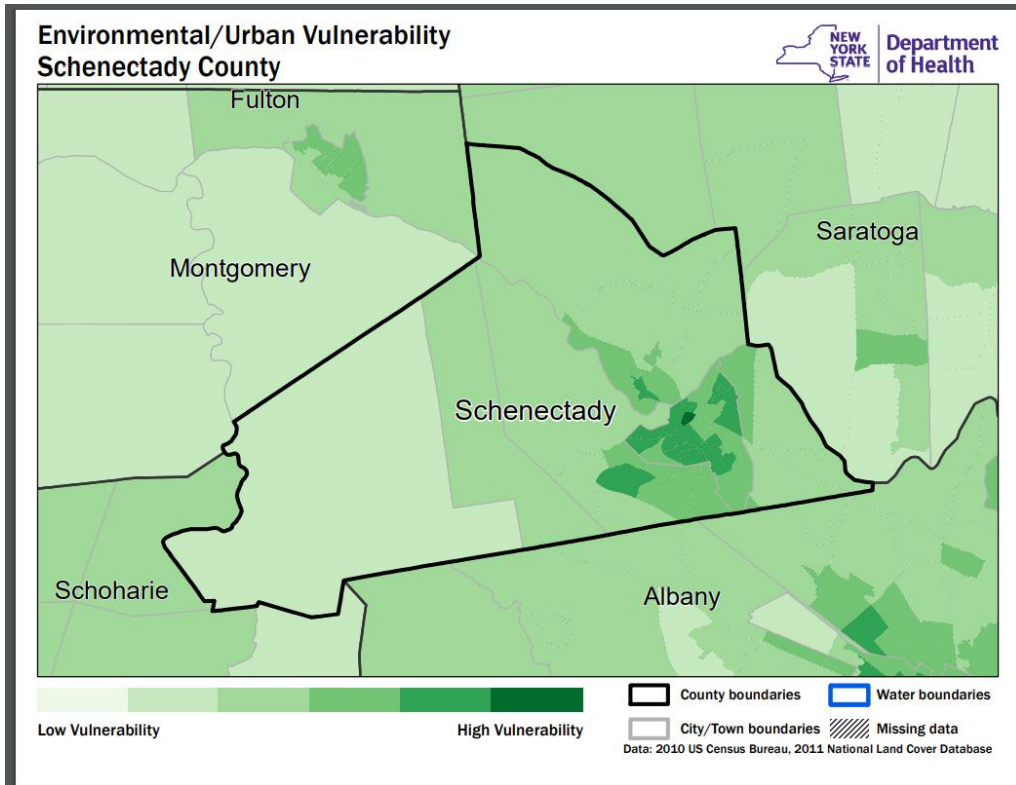 Environmental/Urban Vulnerability
Schenectady County
NEW
YORK
STATE
Department
of Health
Fulton
Saratoga
Montgomery
Schenectady
Schoharie
Albany
Low Vulnerability
High Vulnerability
County boundaries
Water boundaries
City/Town boundaries
Missing data
Data: 2010 US Census Bureau, 2011 National Land Cover Database